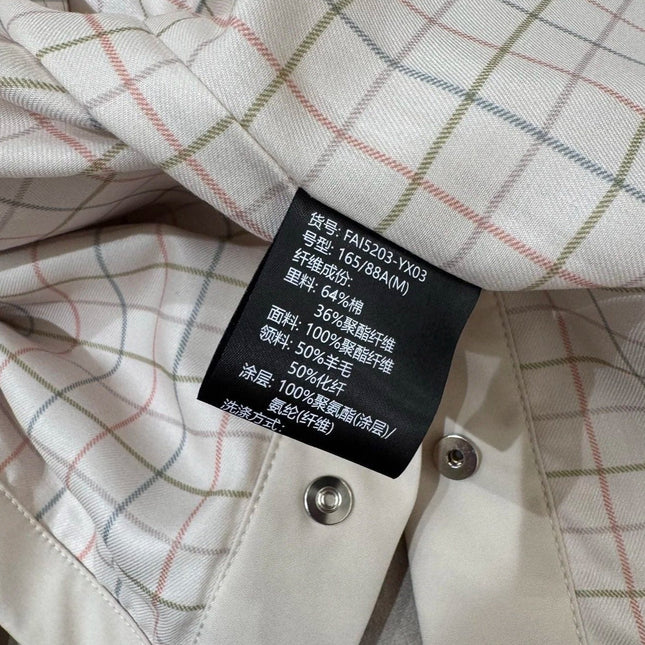 货号: FAI5203-YX03
号型: 165/88A(M)
纤维成份:
里料: 64%棉
36%聚酯纤维
面料: 100%聚酯纤维
领料: 50%羊毛
50%化纤
涂层: 100%聚氨酯(涂层)/
氨纶(纤维)
洗涤方式: